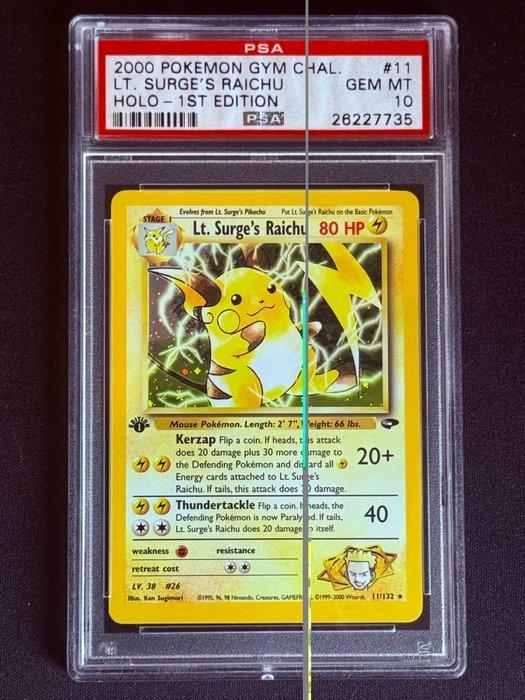 PSA
2000 POKEMON GYM CHAL. #11
LT. SURGE'S RAICHU GEM MT
HOLO - 1ST EDITION 10
PSA 26227735
Evolves from Lt. Surge's Pikachu Put Lt. Surge's Raichu on the Basic Pokémon
STAGE 1
Lt. Surge's Raichu 80 HP
EDITION
1
Mouse Pokémon. Length: 2' 7", Weight: 66 lbs.
Kerzap Flip a coin. If heads, this attack
does 20 damage plus 30 more damage to
the Defending Pokémon and discard all
Energy cards attached to Lt. Surge's
Raichu. If tails, this attack does 20 damage.
20+
Thundertackle Flip a coin. If heads, the
Defending Pokémon is now Paralyzed. If tails,
Lt. Surge's Raichu does 20 damage to itself.
40
weakness resistance
retreat cost
LV. 38 #26
Illus. Ken Sugimori ©1995, 96, 98 Nintendo, Creatures, GAMEFREAK. ©1999-2000 Wizards. 11/132 ★